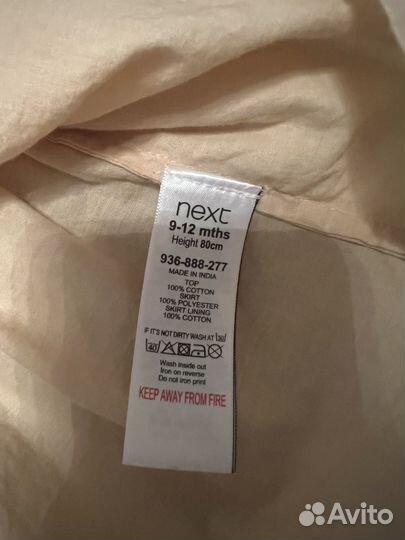 next
9-12 mths
Height 80cm
936-888-277
MADE IN INDIA
TOP
100% COTTON
SKIRT
100% POLYESTER
SKIRT LINING
100% COTTON
IF IT'S NOT DIRTY WASH AT 30
40
Wash inside out
Iron on reverse
Do not iron print
KEEP AWAY FROM FIRE
Avito